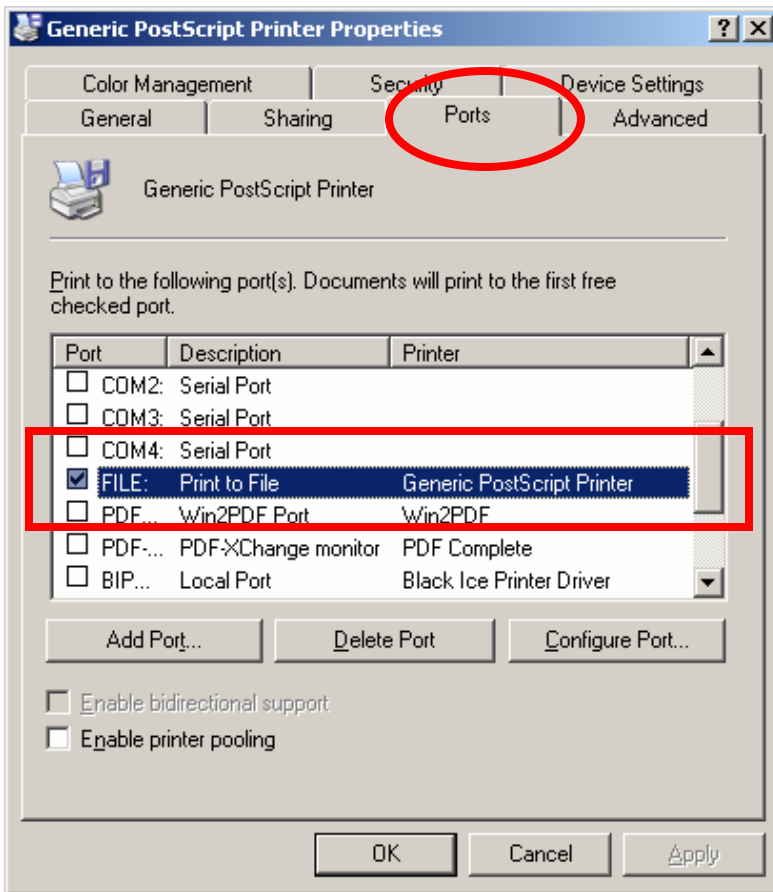 Generic PostScript Printer Properties
Color Management Security Device Settings
General Sharing Ports Advanced
Generic PostScript Printer
Print to the following port(s). Documents will print to the first free
checked port.
Port Description Printer
COM2: Serial Port
COM3: Serial Port
COM4: Serial Port
FILE: Print to File Generic PostScript Printer
PDF... Win2PDF Port Win2PDF
PDF-... PDF-XChange monitor PDF Complete
BIP... Local Port Black Ice Printer Driver
Add Port... Delete Port Configure Port...
Enable bidirectional support
Enable printer pooling
OK Cancel Apply